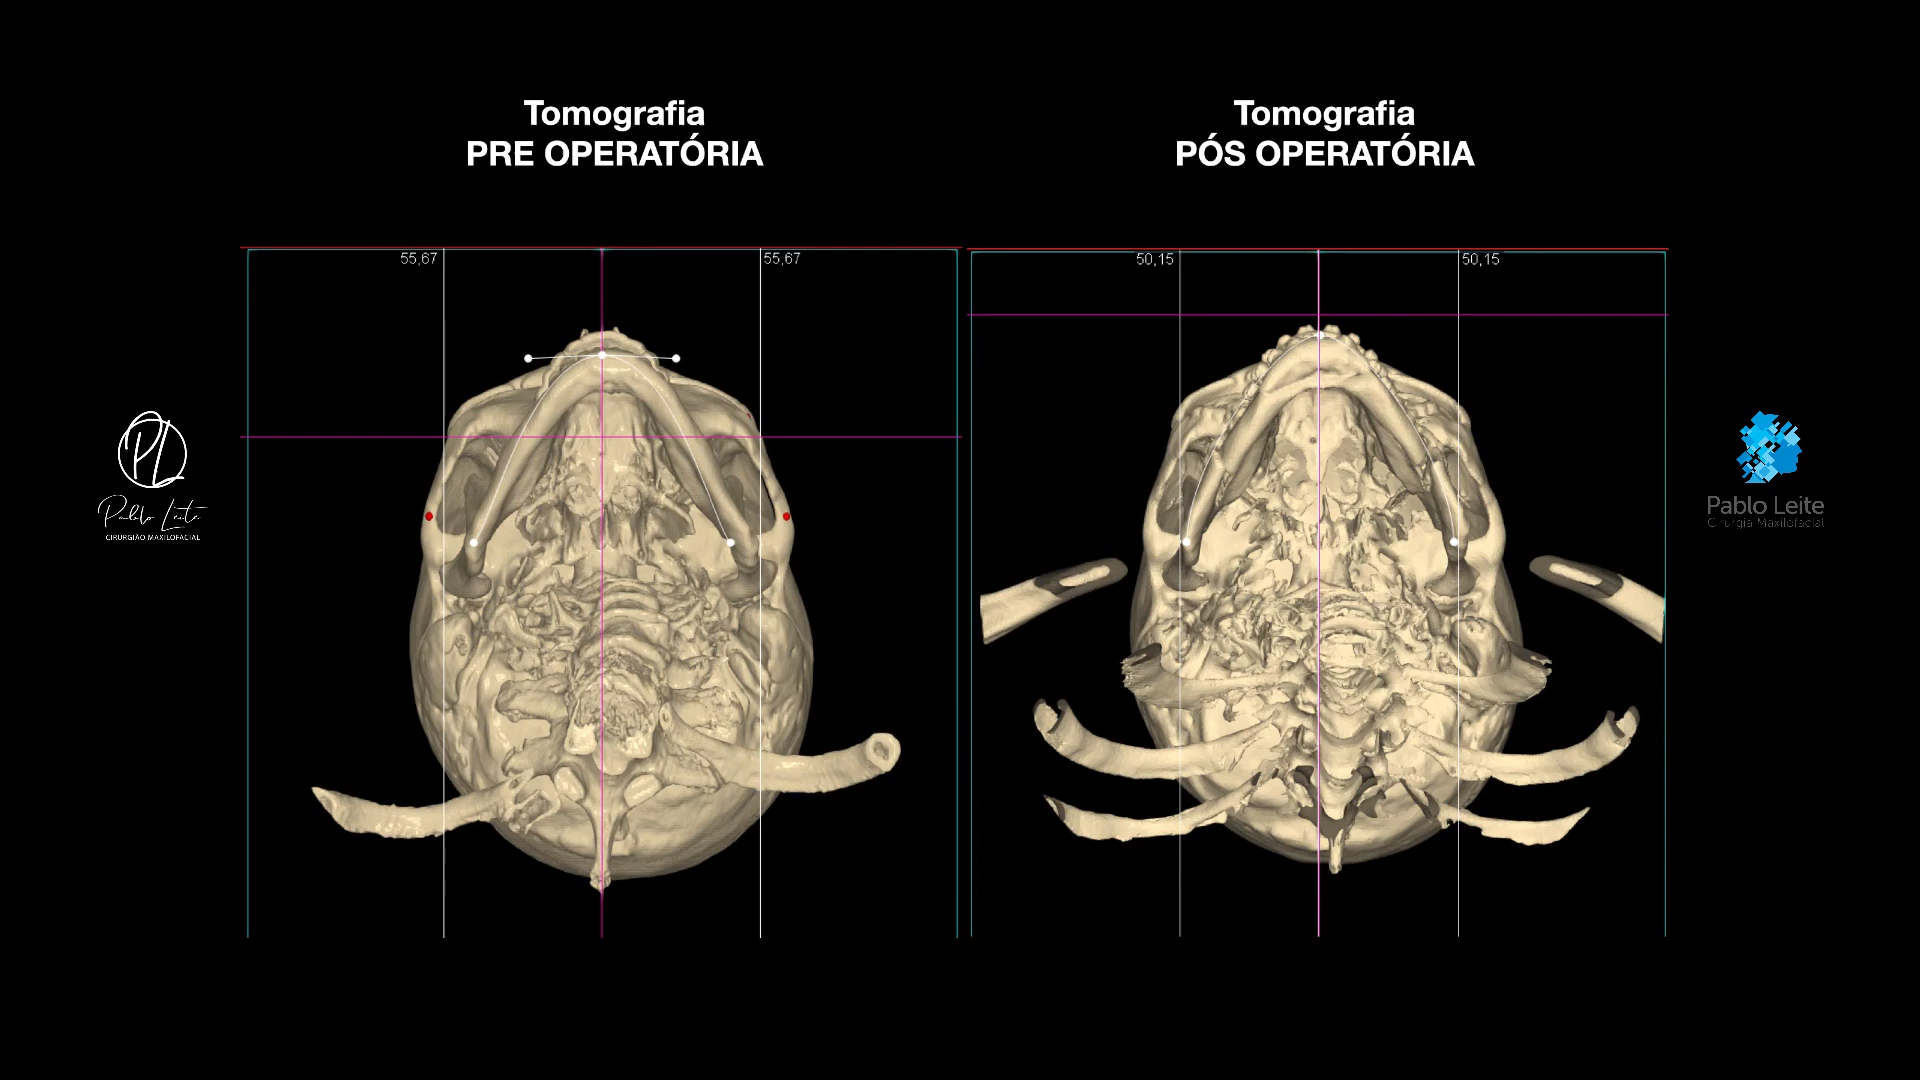 Tomografia
PRE OPERATÓRIA
Tomografia
PÓS OPERATÓRIA
55,67
55,67
50,15
50,15
PL
Pablo Leite
CIRURGIÃO MAXILOFACIAL
Pablo Leite
Cirurgia Maxilofacial